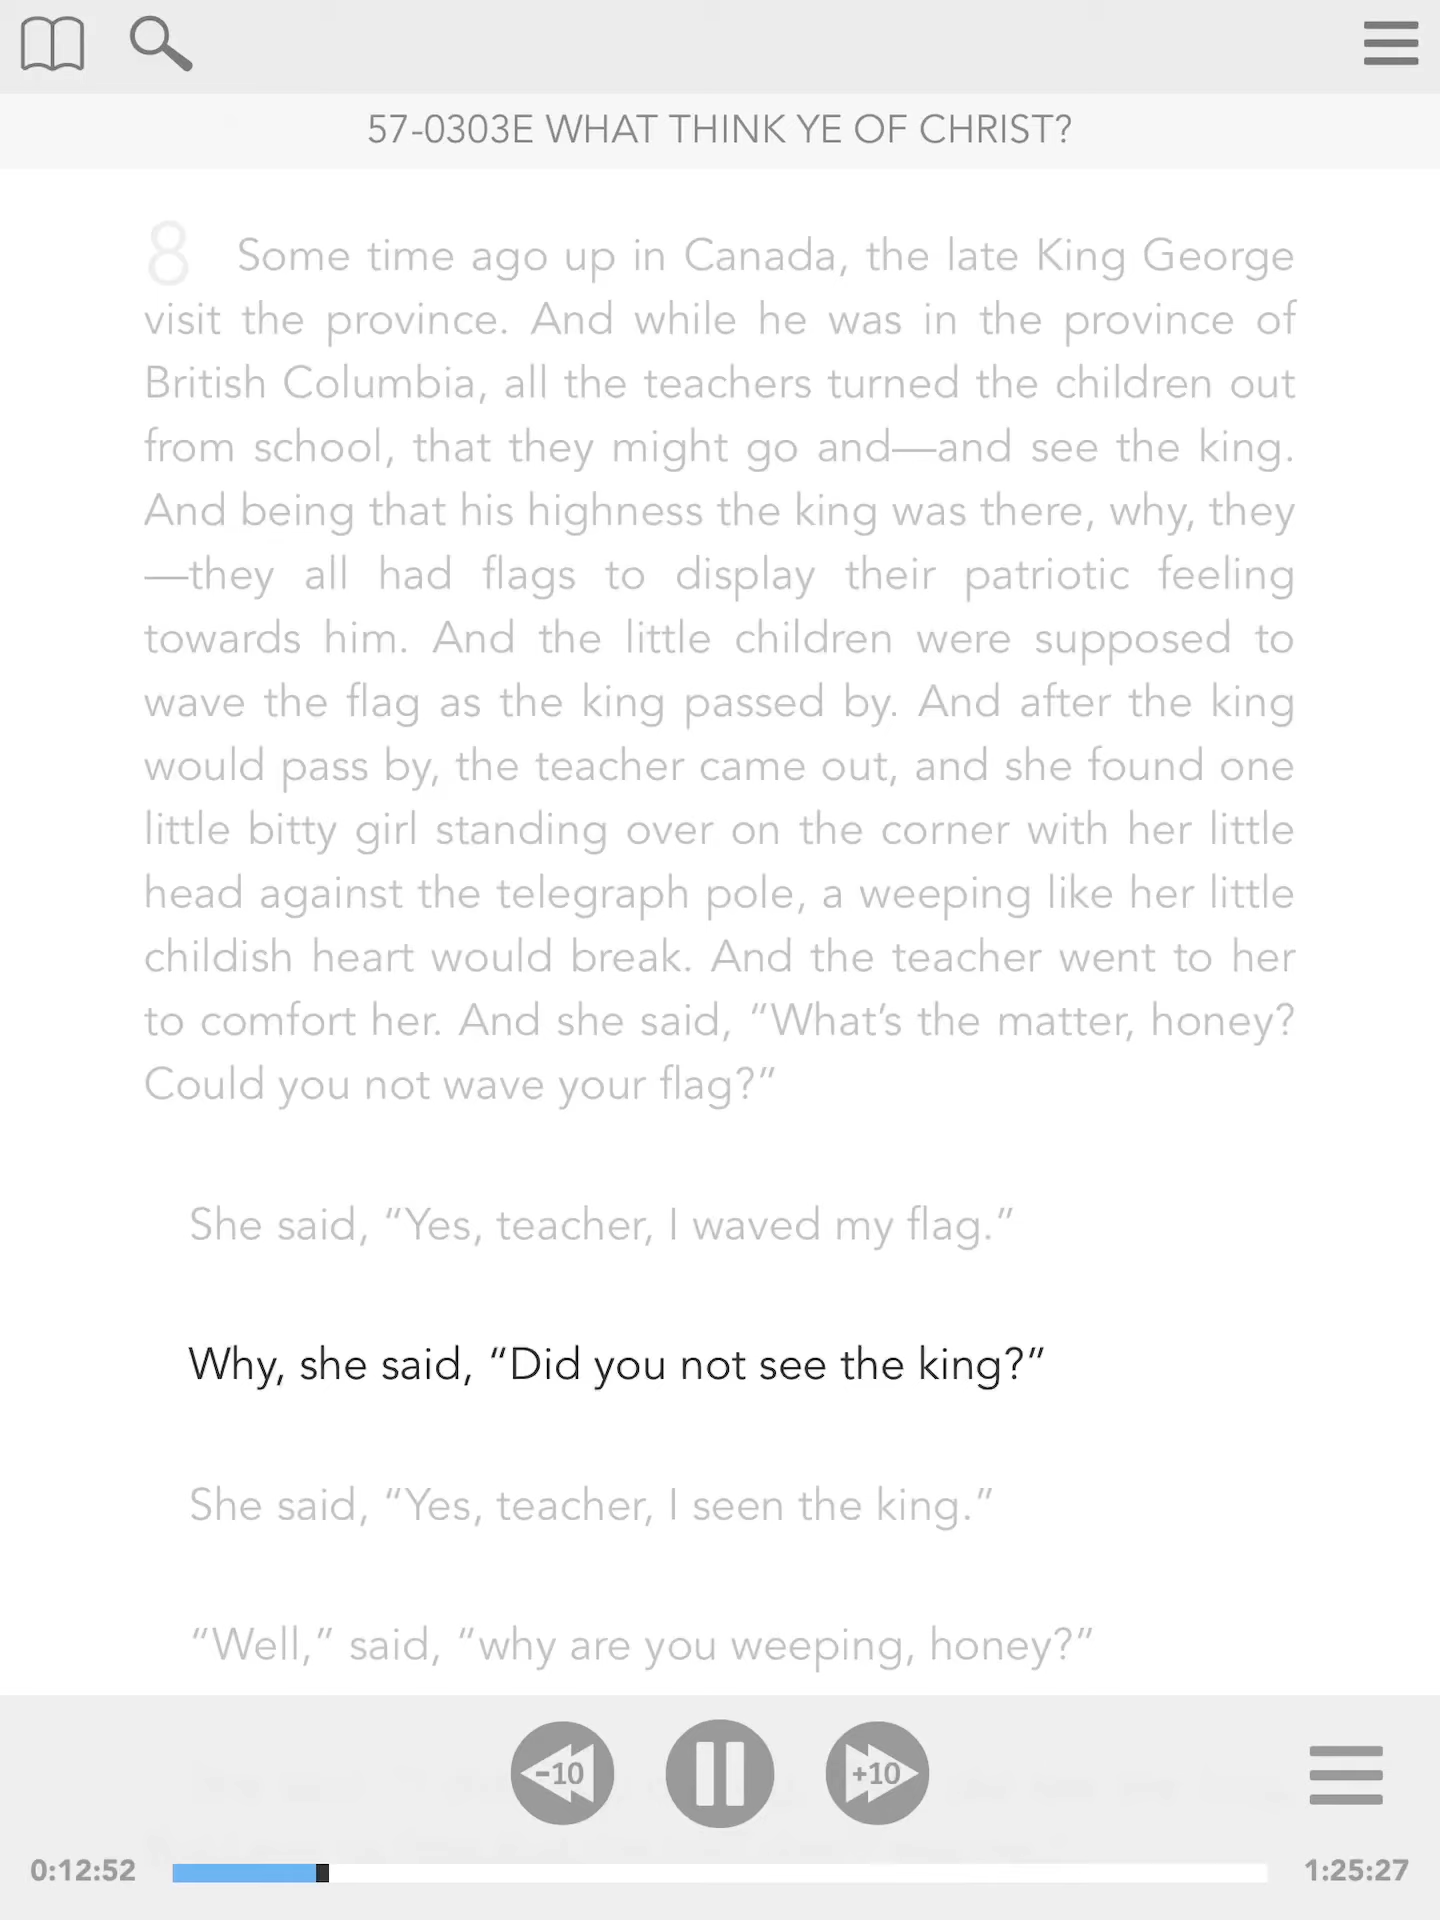 57-0303E WHAT THINK YE OF CHRIST?
8 Some time ago up in Canada, the late King George
visit the province. And while he was in the province of
British Columbia, all the teachers turned the children out
from school, that they might go and—and see the king.
And being that his highness the king was there, why, they
—they all had flags to display their patriotic feeling
towards him. And the little children were supposed to
wave the flag as the king passed by. And after the king
would pass by, the teacher came out, and she found one
little bitty girl standing over on the corner with her little
head against the telegraph pole, a weeping like her little
childish heart would break. And the teacher went to her
to comfort her. And she said, “What’s the matter, honey?
Could you not wave your flag?”
She said, “Yes, teacher, I waved my flag.”
Why, she said, “Did you not see the king?”
She said, “Yes, teacher, I seen the king.”
“Well,” said, “why are you weeping, honey?”
-10 +10
0:12:52 1:25:27